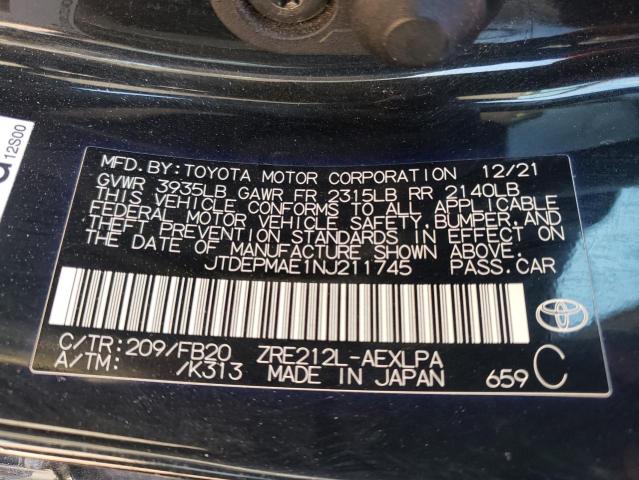 MFD. BY: TOYOTA MOTOR CORPORATION 12/21
GVWR 3935LB GAWR FR 2315LB RR 2140LB
THIS VEHICLE CONFORMS TO ALL APPLICABLE
FEDERAL MOTOR VEHICLE SAFETY, BUMPER, AND
THEFT PREVENTION STANDARDS IN EFFECT ON
THE DATE OF MANUFACTURE SHOWN ABOVE.
JTDEPMAE1NJ211745 PASS.CAR
C/TR: 209/FB20 ZRE212L-AEXLPA
A/TM: /K313 MADE IN JAPAN 659 C
12S00